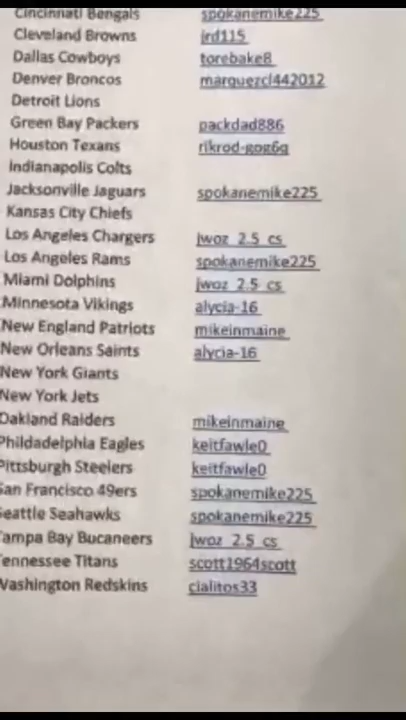 Cincinnati Bengals spokanemike225
Cleveland Browns jrd115
Dallas Cowboys torebake8
Denver Broncos marquezcl442012
Detroit Lions
Green Bay Packers packdad886
Houston Texans rikrod-gog6q
Indianapolis Colts
Jacksonville Jaguars spokanemike225
Kansas City Chiefs
Los Angeles Chargers jwoz_2.5_cs
Los Angeles Rams spokanemike225
Miami Dolphins jwoz_2.5_cs
Minnesota Vikings alycia-16
New England Patriots mikeinmaine
New Orleans Saints alycia-16
New York Giants
New York Jets
Oakland Raiders mikeinmaine
Phildadelphia Eagles keitfawle0
Pittsburgh Steelers keitfawle0
San Francisco 49ers spokanemike225
Seattle Seahawks spokanemike225
Tampa Bay Bucaneers jwoz_2.5_cs
Tennessee Titans scott1964scott
Washington Redskins cialitos33